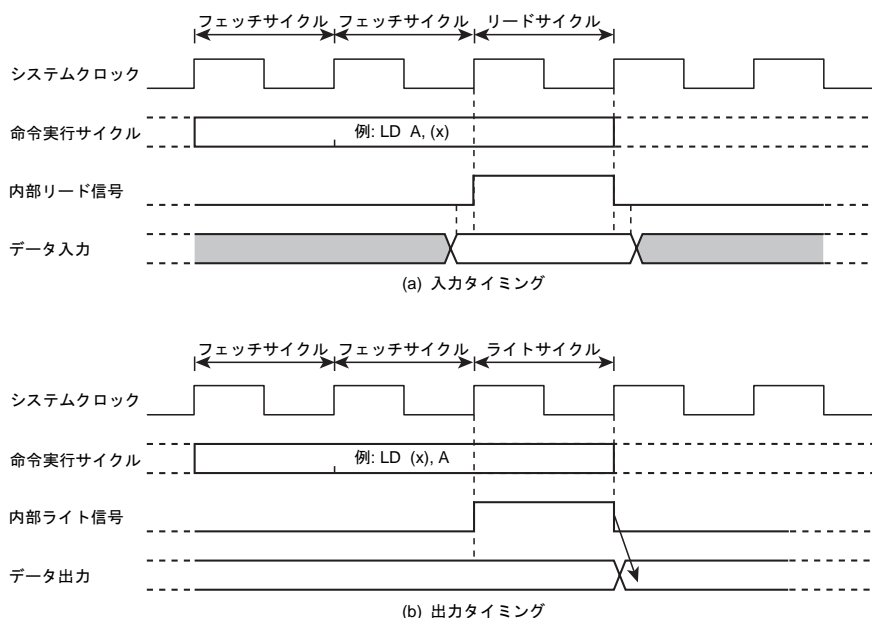 フェッチサイクル フェッチサイクル リードサイクル
システムクロック
命令実行サイクル 例: LD A, (x)
内部リード信号
データ入力
(a) 入力タイミング
フェッチサイクル フェッチサイクル ライトサイクル
システムクロック
命令実行サイクル 例: LD (x), A
内部ライト信号
データ出力
(b) 出力タイミング